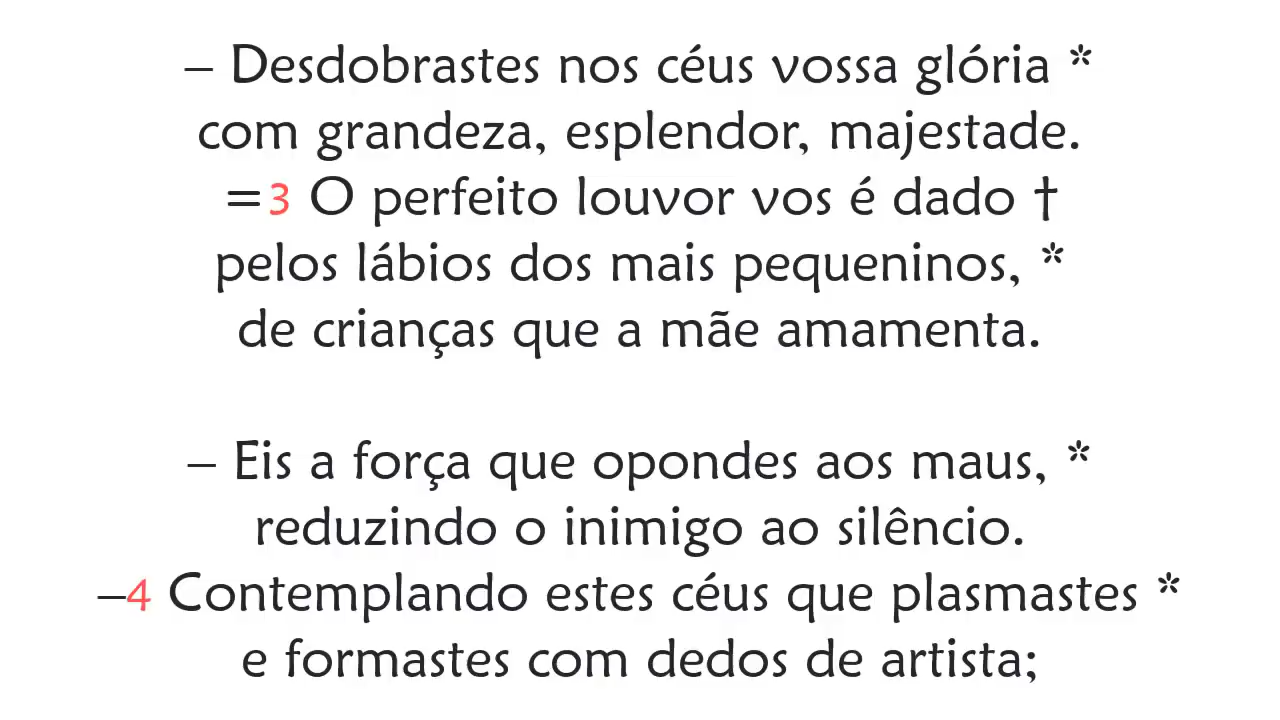 – Desdobrastes nos céus vossa glória *
com grandeza, esplendor, majestade.
=3 O perfeito louvor vos é dado †
pelos lábios dos mais pequeninos, *
de crianças que a mãe amamenta.
– Eis a força que opondes aos maus, *
reduzindo o inimigo ao silêncio.
–4 Contemplando estes céus que plasmastes *
e formastes com dedos de artista;